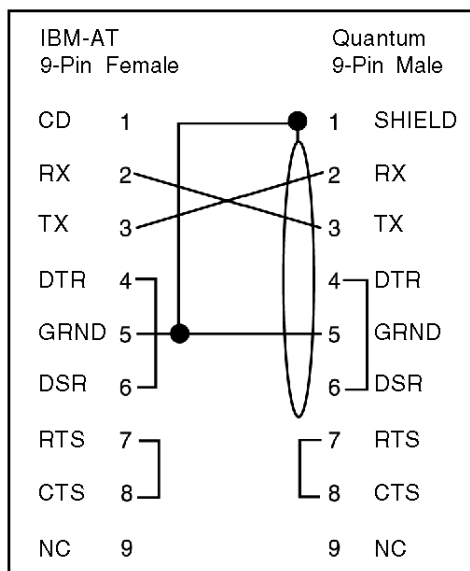 IBM-AT Quantum
9-Pin Female 9-Pin Male
CD 1 1 SHIELD
RX 2 2 RX
TX 3 3 TX
DTR 4 4 DTR
GRND 5 5 GRND
DSR 6 6 DSR
RTS 7 7 RTS
CTS 8 8 CTS
NC 9 9 NC